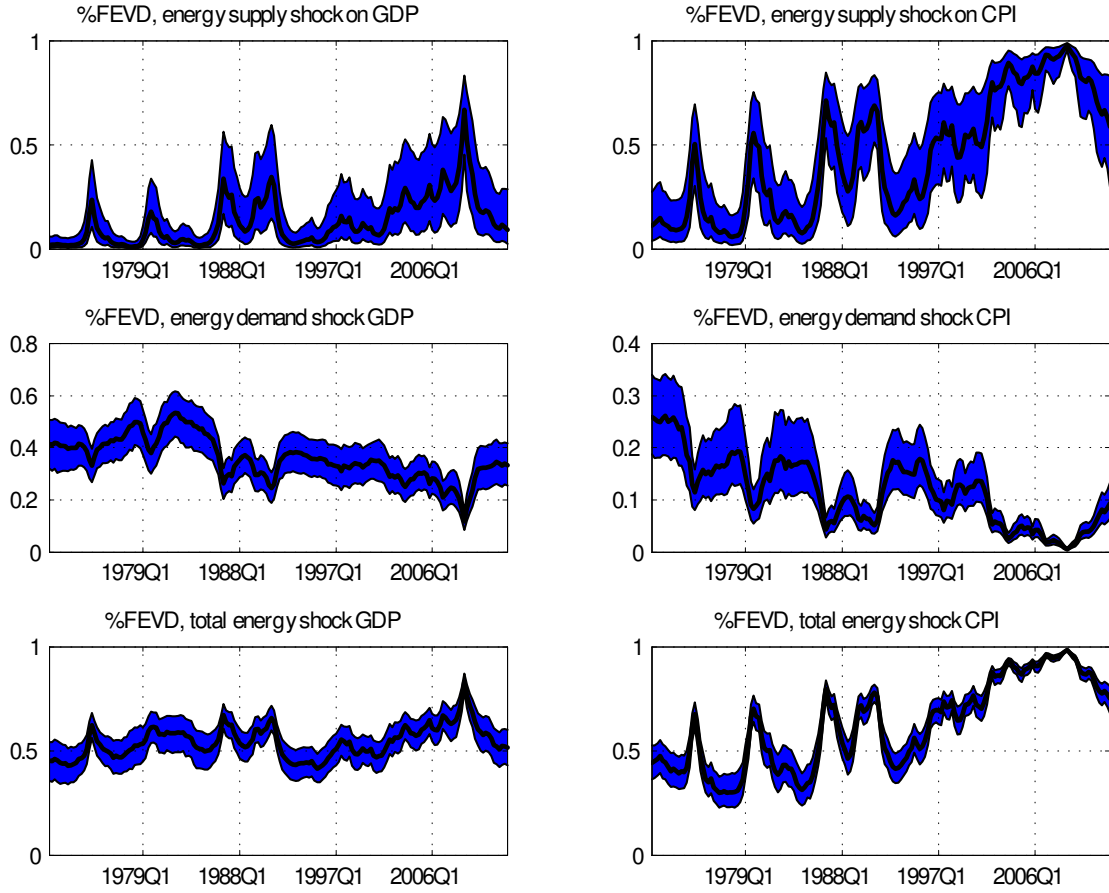 %FEVD, energy supply shock on GDP
1
0.5
0
1979Q1 1988Q1 1997Q1 2006Q1
%FEVD, energy supply shock on CPI
1
0.5
0
1979Q1 1988Q1 1997Q1 2006Q1
%FEVD, energy demand shock GDP
0.8
0.6
0.4
0.2
0
1979Q1 1988Q1 1997Q1 2006Q1
%FEVD, energy demand shock CPI
0.4
0.3
0.2
0.1
0
1979Q1 1988Q1 1997Q1 2006Q1
%FEVD, total energy shock GDP
1
0.5
0
1979Q1 1988Q1 1997Q1 2006Q1
%FEVD, total energy shock CPI
1
0.5
0
1979Q1 1988Q1 1997Q1 2006Q1